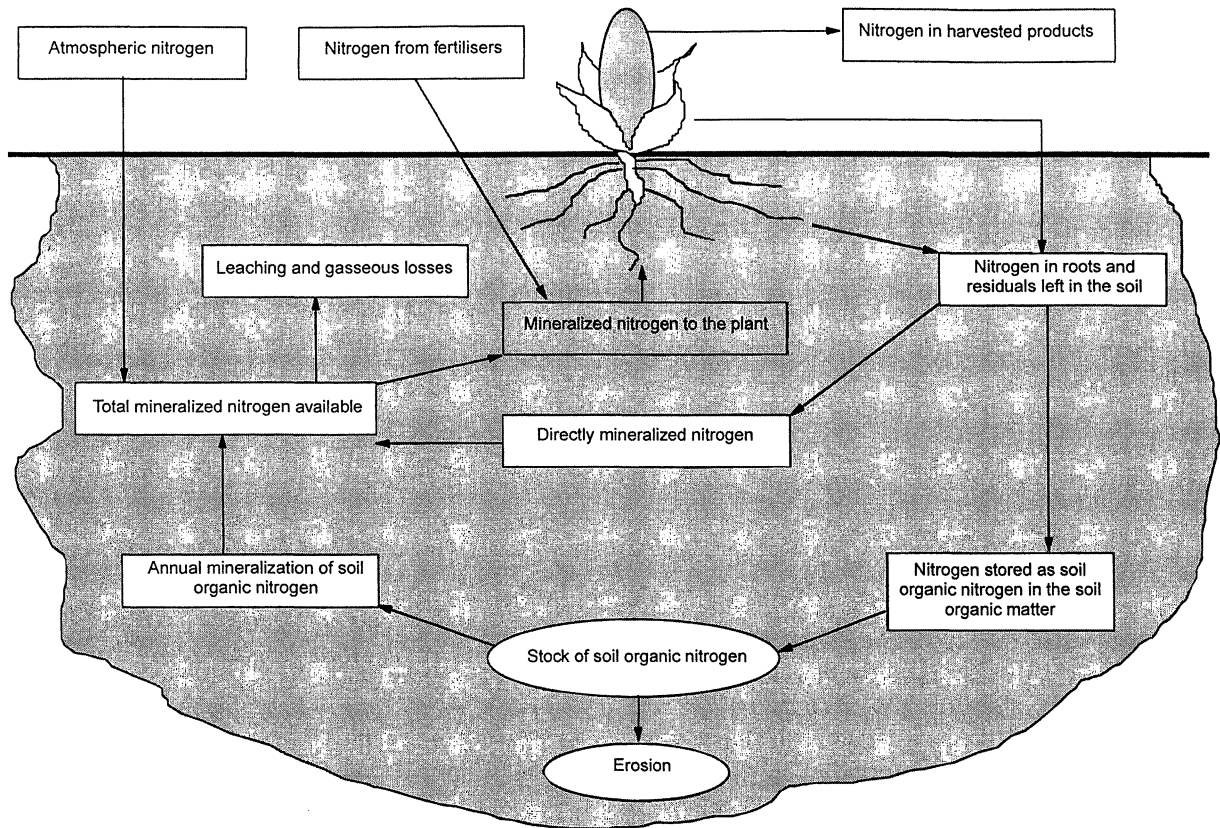 Atmospheric nitrogen
Nitrogen from fertilisers
Nitrogen in harvested products
Leaching and gasseous losses
Nitrogen in roots and
residuals left in the soil
Mineralized nitrogen to the plant
Total mineralized nitrogen available
Directly mineralized nitrogen
Annual mineralization of soil
organic nitrogen
Nitrogen stored as soil
organic nitrogen in the soil
organic matter
Stock of soil organic nitrogen
Erosion